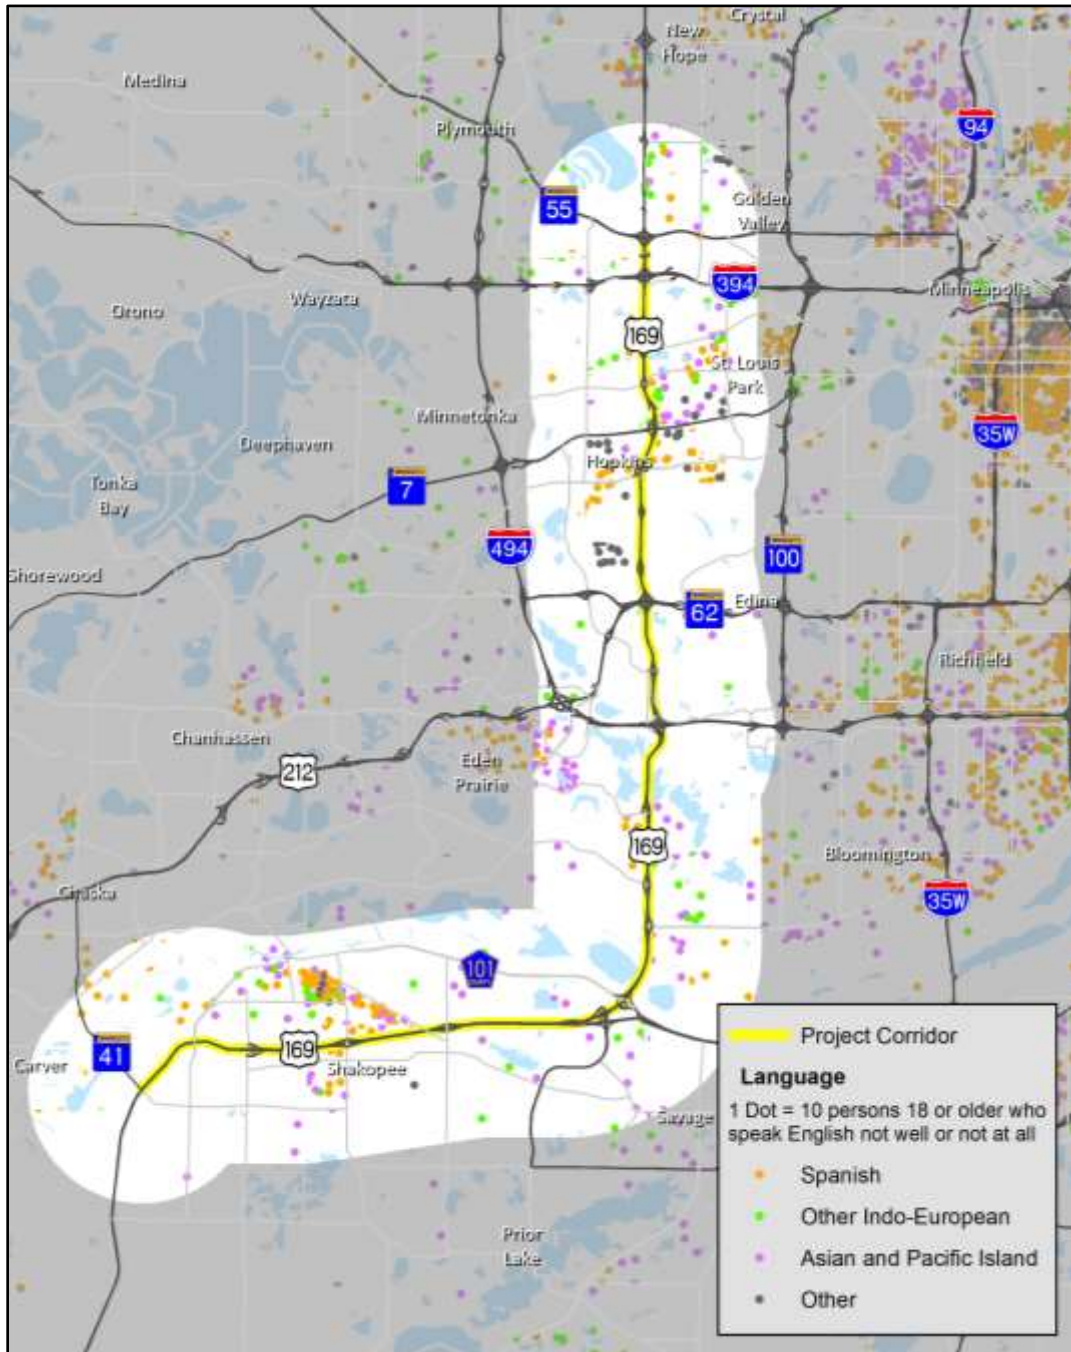 Crystal
New
Hope
Medina
Plymouth
94
55
Golden
Valley
394
Minneapolis
Wayzata
Orono
169
St. Louis
Park
Minnetonka
35W
Deephaven
Hopkins
Tonka
Bay
7
494
100
Shorewood
62
Edina
Richfield
Chanhassen
Eden
Prairie
212
169
Bloomington
Chaska
35W
101
169
41
Carver
Shakopee
Savage
Prior
Lake
Project Corridor
Language
1 Dot = 10 persons 18 or older who
speak English not well or not at all
Spanish
Other Indo-European
Asian and Pacific Island
Other